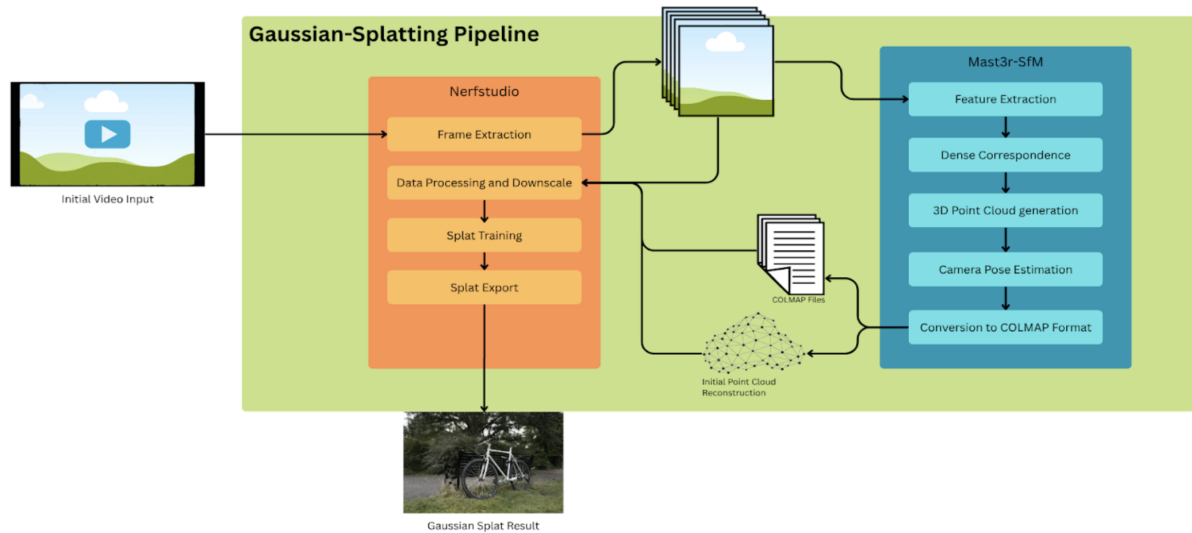 Gaussian-Splatting Pipeline
Initial Video Input
Nerfstudio
Frame Extraction
Data Processing and Downscale
Splat Training
Splat Export
Mast3r-SfM
Feature Extraction
Dense Correspondence
3D Point Cloud generation
Camera Pose Estimation
Conversion to COLMAP Format
COLMAP Files
Initial Point Cloud
Reconstruction
Gaussian Splat Result